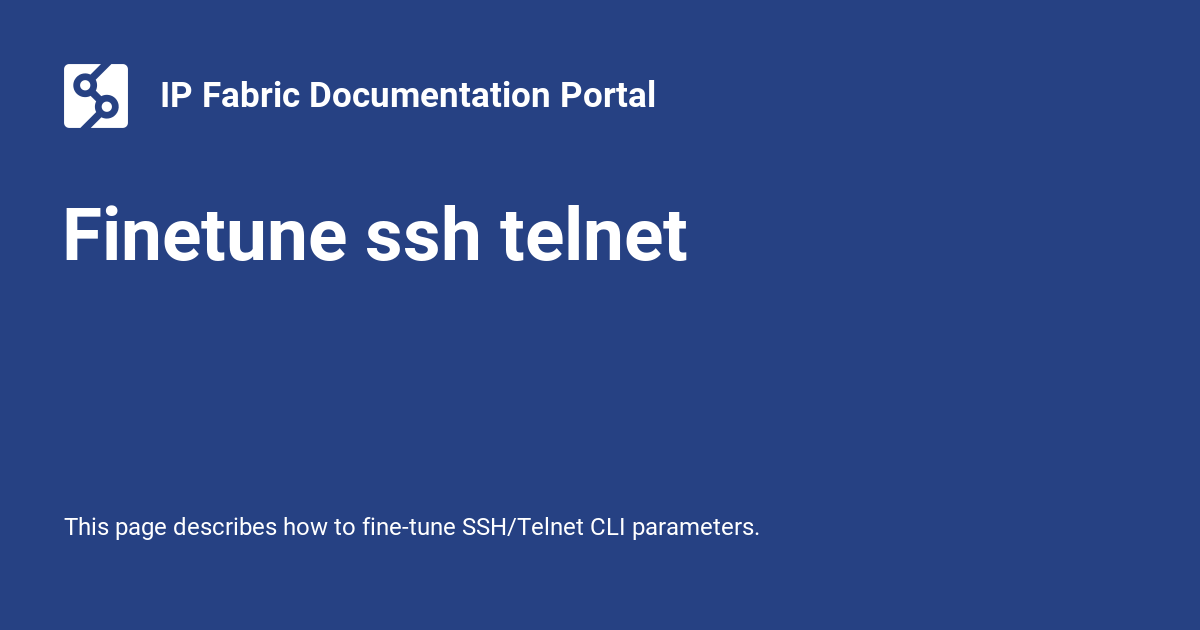 IP Fabric Documentation Portal
Finetune ssh telnet
This page describes how to fine-tune SSH/Telnet CLI parameters.